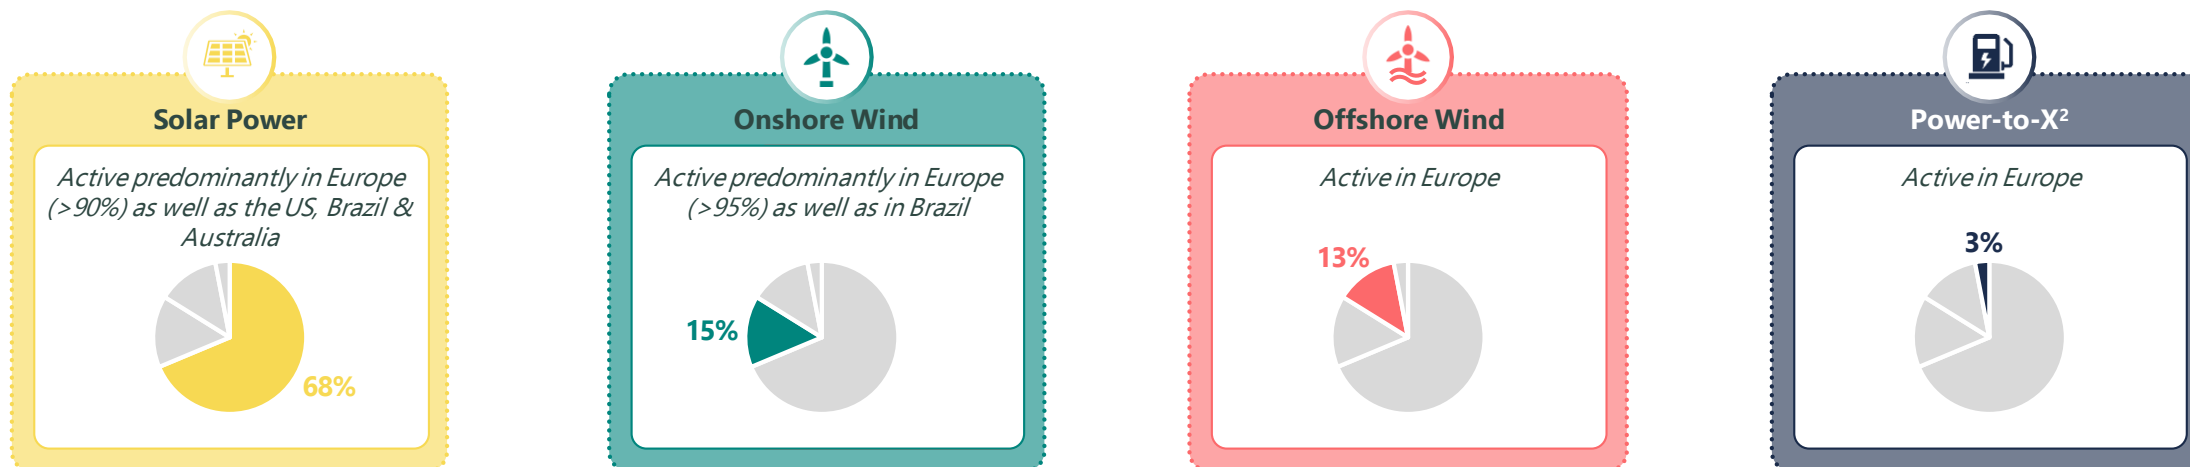 Solar Power
Active predominantly in Europe
(>90%) as well as the US, Brazil &
Australia
68%
Onshore Wind
Active predominantly in Europe
(>95%) as well as in Brazil
15%
Offshore Wind
Active in Europe
13%
Power-to-X²
Active in Europe
3%